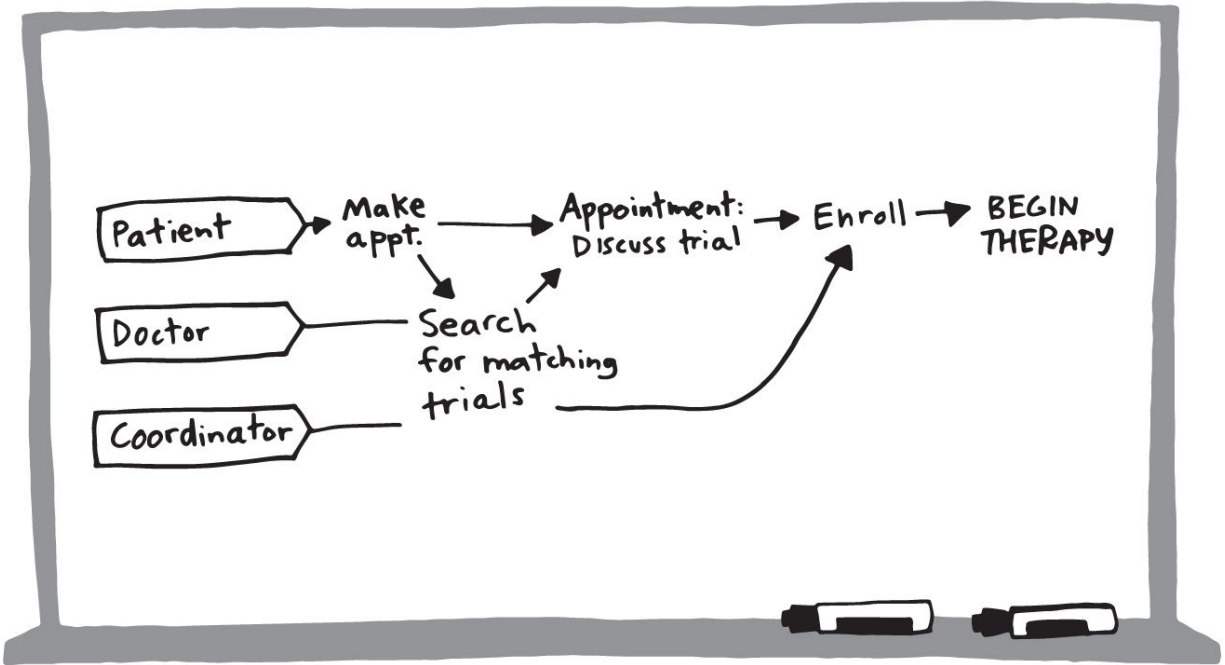 Patient
Make
appt.
Appointment:
Discuss trial
Enroll
BEGIN
THERAPY
Doctor
Search
for matching
trials
Coordinator